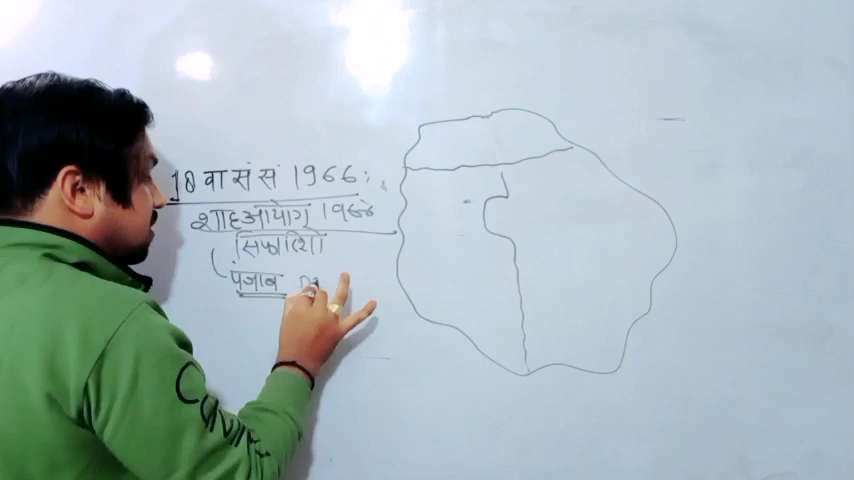 18 वा सं सं 1966:
शाह आयोग 1966
सिफारिशो
पंजाब